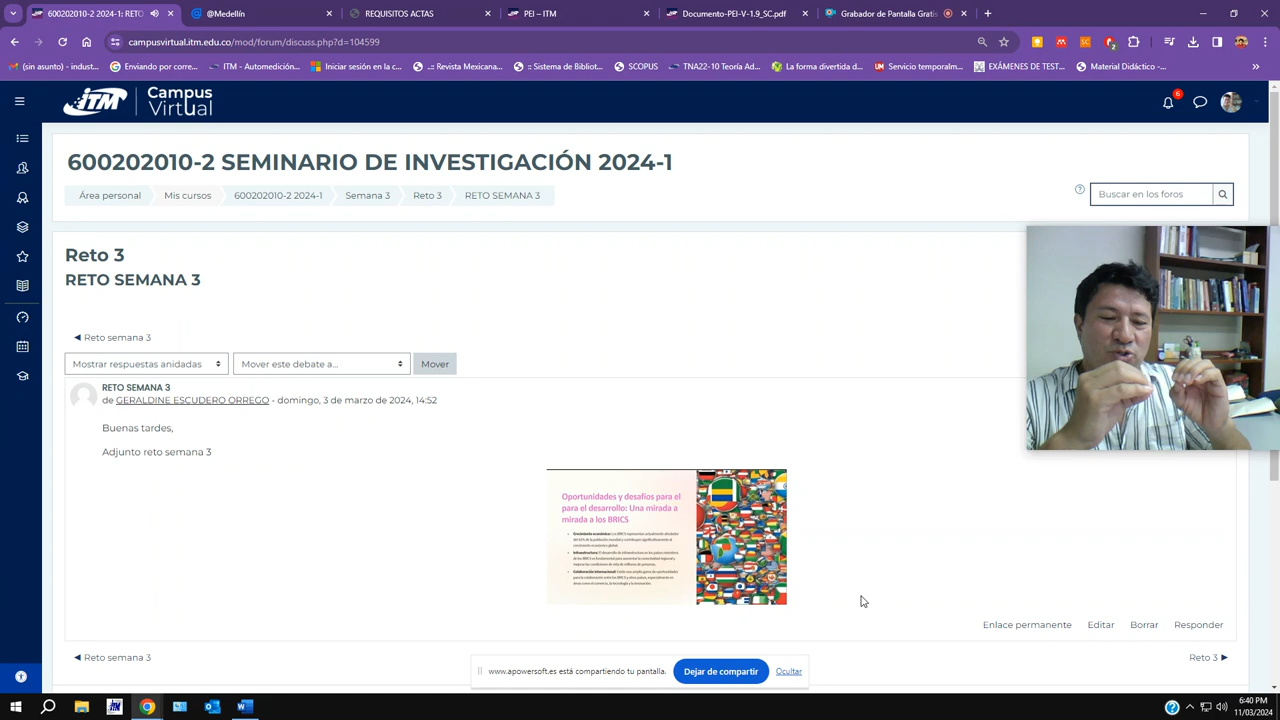 600202010-2 2024-1: RETO
@Medellín
REQUISITOS ACTAS
PEI – ITM
Documento-PEI-V-1.9_SC.pdf
Grabador de Pantalla Gratis
campusvirtual.itm.edu.co/mod/forum/discuss.php?d=104599
(sin asunto) - indust...
Enviando por corre...
ITM - Automedición...
Iniciar sesión en la c...
..:: Revista Mexicana...
:: Sistema de Bibliot...
SCOPUS
TNA22-10 Teoría Ad...
La forma divertida d...
Servicio temporalm...
EXÁMENES DE TEST...
Material Didáctico -...
iTM
Campus
Virtual
6
600202010-2 SEMINARIO DE INVESTIGACIÓN 2024-1
Área personal
Mis cursos
600202010-2 2024-1
Semana 3
Reto 3
RETO SEMANA 3
Buscar en los foros
Reto 3
RETO SEMANA 3
◀ Reto semana 3
Mostrar respuestas anidadas
Mover este debate a...
Mover
RETO SEMANA 3
de GERALDINE ESCUDERO ORREGO - domingo, 3 de marzo de 2024, 14:52
Buenas tardes,
Adjunto reto semana 3
Oportunidades y desafíos para el
para el desarrollo: Una mirada a
mirada a los BRICS
Enlace permanente
Editar
Borrar
Responder
◀ Reto semana 3
Reto 3 ▶
www.apowersoft.es está compartiendo tu pantalla.
Dejar de compartir
Ocultar
6:40 PM
11/03/2024